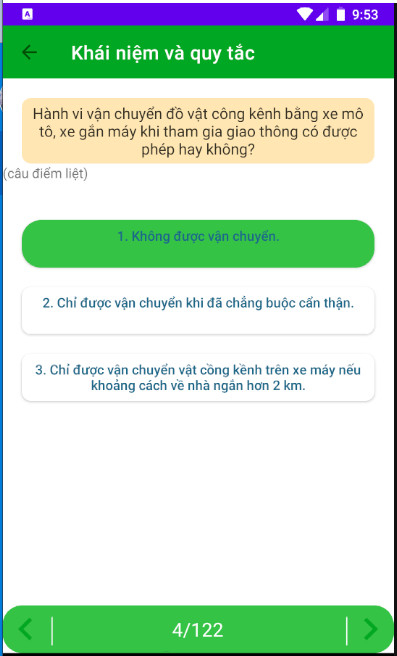 A
9:53
Khái niệm và quy tắc
Hành vi vận chuyển đồ vật cồng kềnh bằng xe mô
tô, xe gắn máy khi tham gia giao thông có được
phép hay không?
(câu điểm liệt)
1. Không được vận chuyển.
2. Chỉ được vận chuyển khi đã chằng buộc cẩn thận.
3. Chỉ được vận chuyển vật cồng kềnh trên xe máy nếu
khoảng cách về nhà ngắn hơn 2 km.
4/122